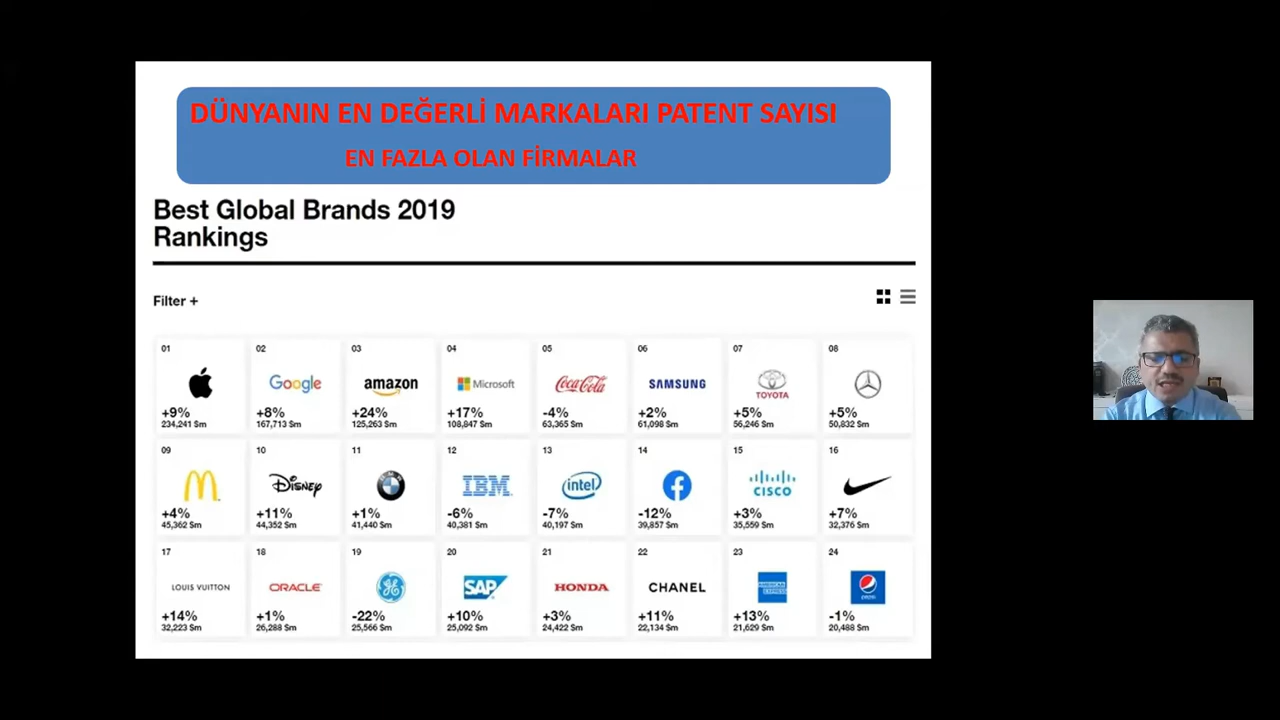 DÜNYANIN EN DEĞERLİ MARKALARI PATENT SAYISI
EN FAZLA OLAN FİRMALAR
Best Global Brands 2019
Rankings
Filter +
01 02 03 04 05 06 07 08
Google amazon Microsoft Coca-Cola SAMSUNG TOYOTA
+9% +8% +24% +17% -4% +2% +5% +5%
234,241 $m 167,713 $m 125,263 $m 108,847 $m 63,365 $m 61,098 $m 56,246 $m 50,832 $m
09 10 11 12 13 14 15 16
Disney BMW IBM intel f CISCO
+4% +11% +1% -6% -7% -12% +3% +7%
45,362 $m 44,352 $m 41,440 $m 40,381 $m 40,197 $m 39,857 $m 35,559 $m 32,376 $m
17 18 19 20 21 22 23 24
LOUIS VUITTON ORACLE GE SAP HONDA CHANEL AMERICAN EXPRESS pepsi
+14% +1% -22% +10% +3% +11% +13% -1%
32,223 $m 26,288 $m 25,566 $m 25,092 $m 24,422 $m 22,134 $m 21,629 $m 20,488 $m